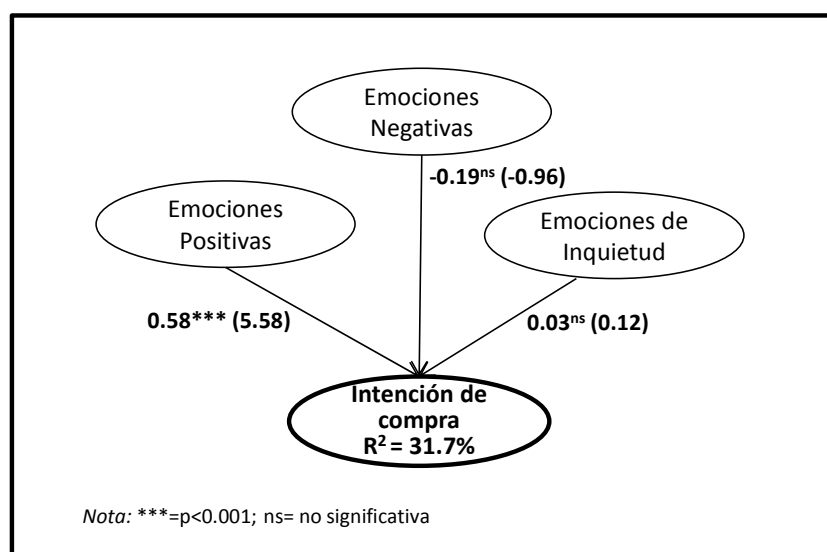 Emociones
Negativas
-0.19ns (-0.96)
Emociones
Positivas
Emociones de
Inquietud
0.58*** (5.58)
0.03ns (0.12)
Intención de
compra
R2 = 31.7%
Nota: ***=p<0.001; ns= no significativa